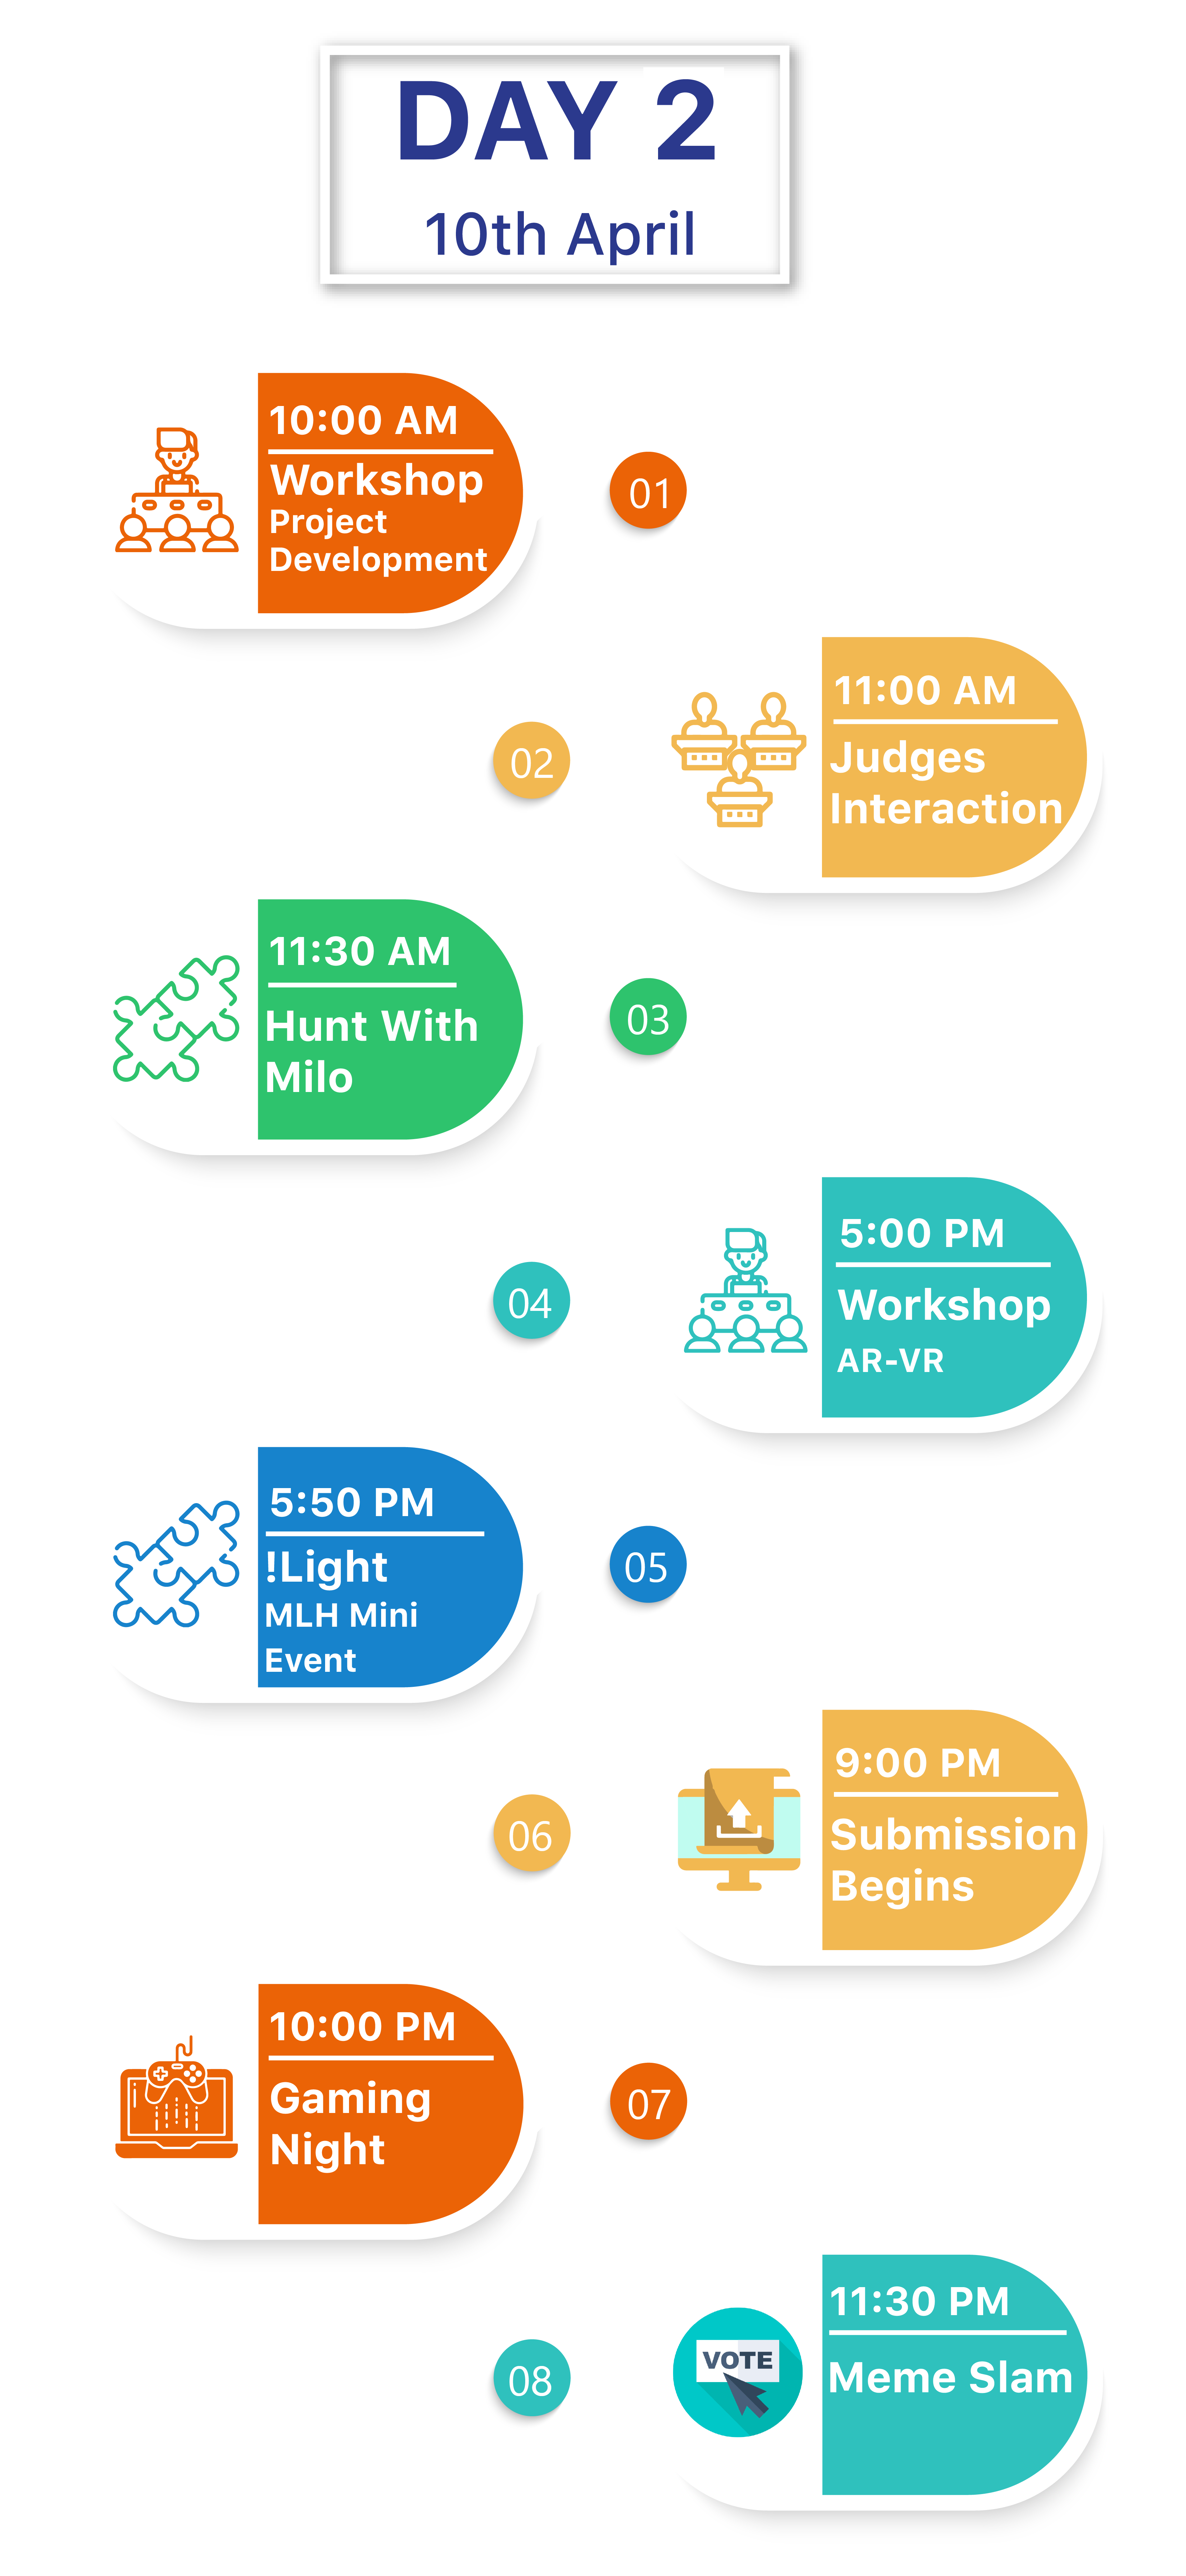 DAY 2
10th April
10:00 AM
Workshop
Project
Development
01
11:00 AM
Judges
Interaction
02
11:30 AM
Hunt With
Milo
03
5:00 PM
Workshop
AR-VR
04
5:50 PM
!Light
MLH Mini
Event
05
9:00 PM
Submission
Begins
06
10:00 PM
Gaming
Night
07
11:30 PM
Meme Slam
VOTE
08